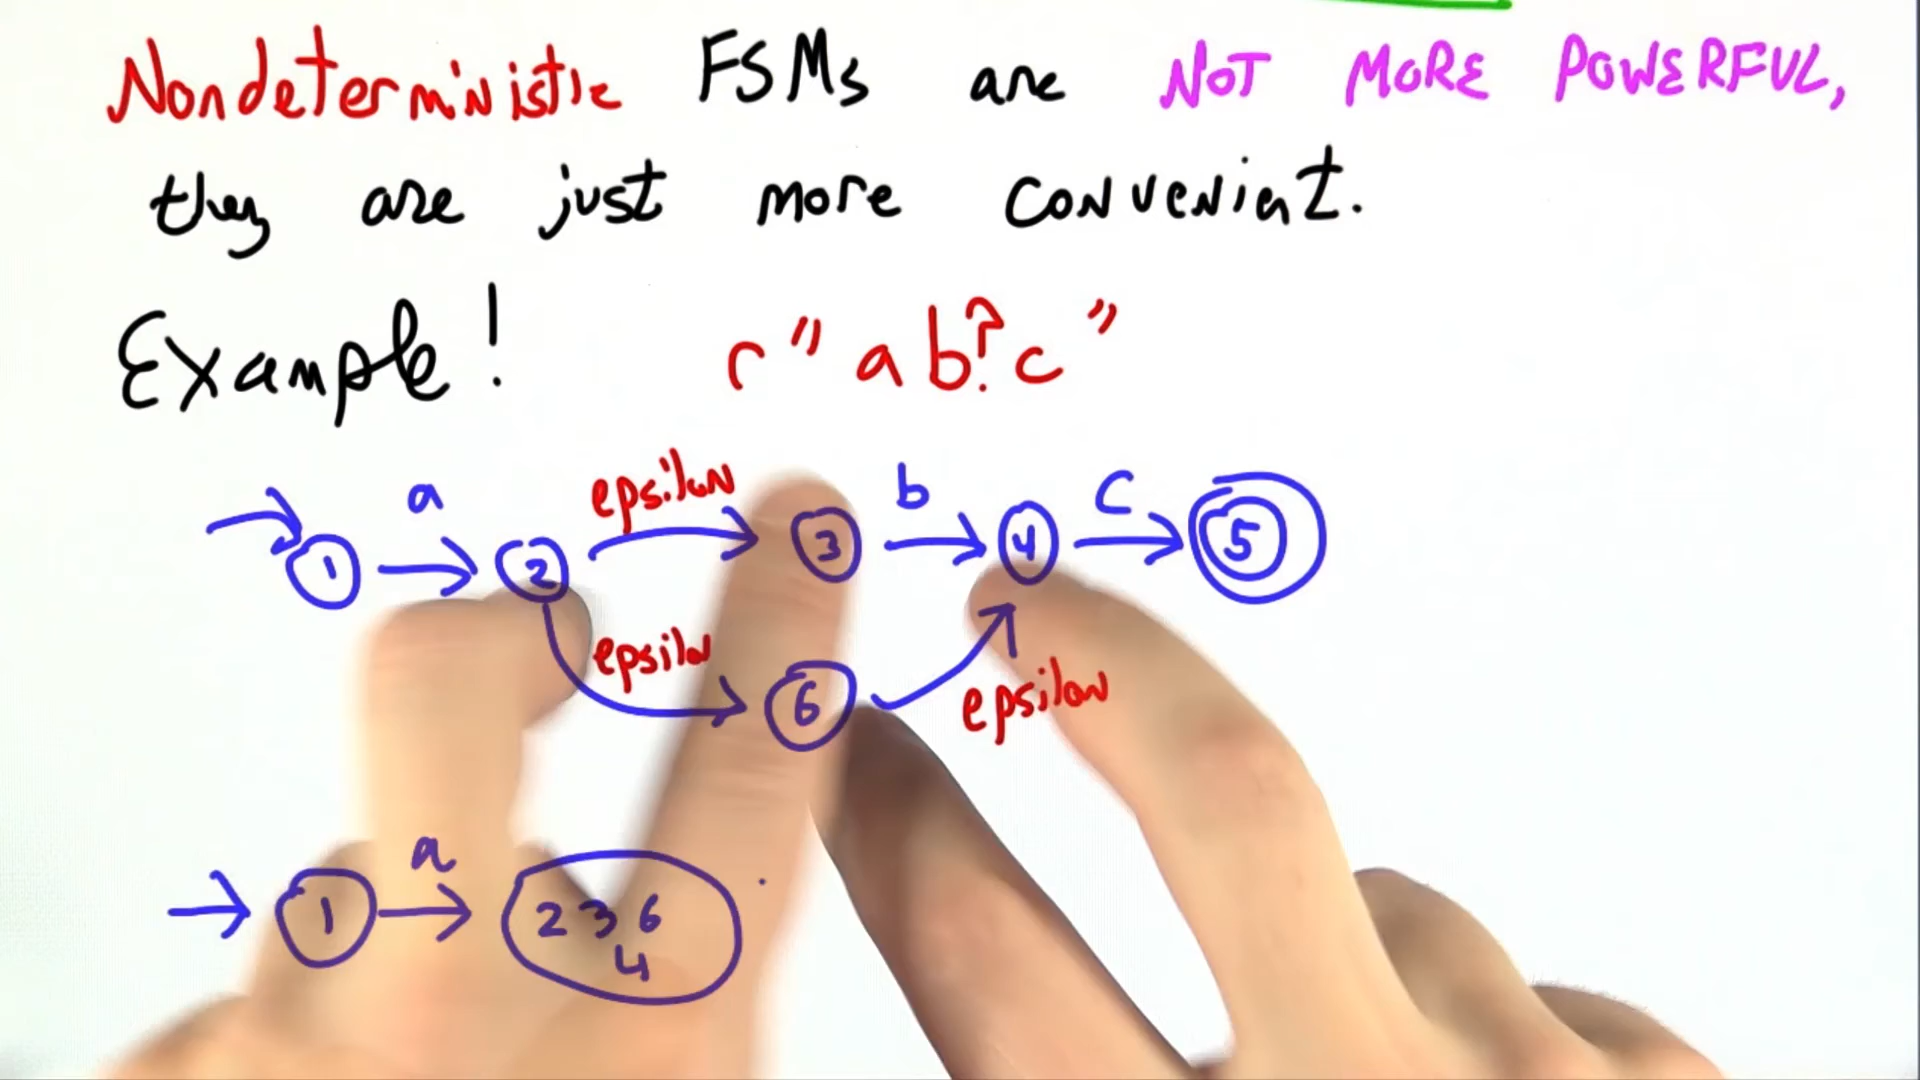 Nondeterministic FSMs are NOT MORE POWERFUL,
they are just more convenient.
Example! r"ab?c"
a epsilon b c
1 2 3 4 5
epsilon epsilon
6
a
1 2 3 6
4